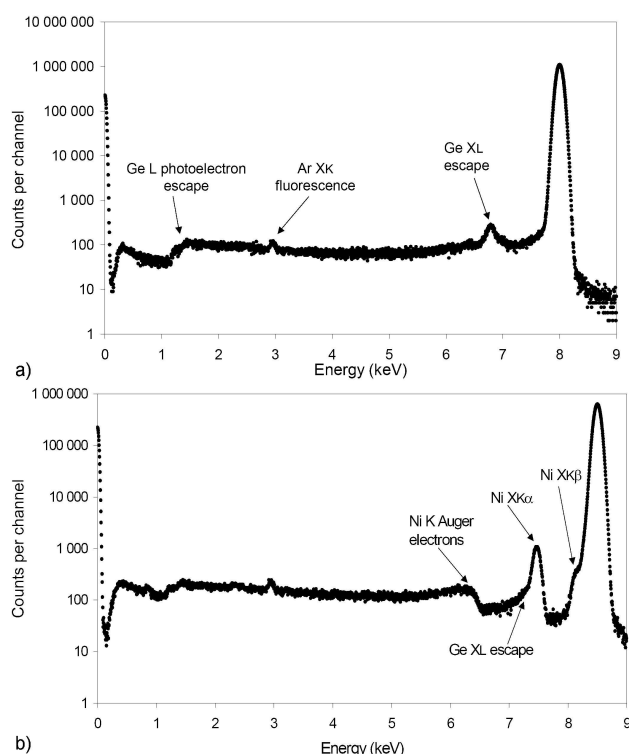 1 000 000
100 000
10 000
1 000
100
10
1
Counts per channel
Ge L photoelectron
escape
Ar XK
fluorescence
Ge XL
escape
0 1 2 3 4 5 6 7 8 9
Energy (keV)
a)
1 000 000
100 000
10 000
1 000
100
10
1
Counts per channel
Ni K Auger
electrons
Ni XKα
Ni XKβ
Ge XL escape
0 1 2 3 4 5 6 7 8 9
Energy (keV)
b)